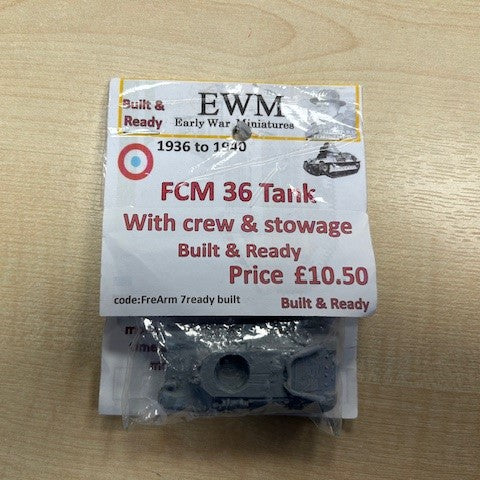 Built &
Ready
EWM
Early War Miniatures
1936 to 1940
FCM 36 Tank
With crew & stowage
Built & Ready
Price £10.50
code:FreArm 7ready built
Built & Ready